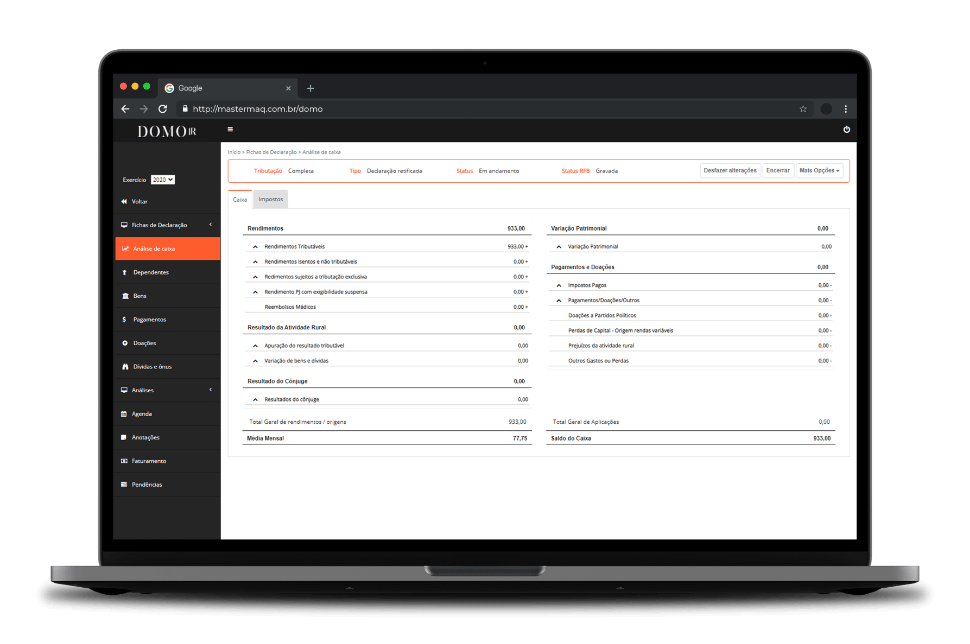 Google
http://mastermaq.com.br/domo
DOMO IR
Início > Fichas de Declaração > Análise de caixa
Tributação Completa Tipo Declaração retificada Status Em andamento Status RFB Gravada Desfazer alterações Encerrar Mais Opções
Exercício 2020
Voltar
Fichas de Declaração
Análise de caixa
Dependentes
Bens
Pagamentos
Doações
Dívidas e ônus
Análises
Agenda
Anotações
Faturamento
Pendências
Caixa Impostos
Rendimentos 933,00
Rendimentos Tributáveis 933,00 +
Rendimentos isentos e não tributáveis 0,00 +
Redimentos sujeitos a tributação exclusiva 0,00 +
Rendimento PJ com exigibilidade suspensa 0,00 +
Reembolsos Médicos 0,00 +
Resultado da Atividade Rural 0,00
Apuração do resultado tributável 0,00
Variação de bens e dívidas 0,00
Resultado do Cônjuge 0,00
Resultados do cônjuge 0,00
Total Geral de rendimentos / origens 933,00
Média Mensal 77,75
Variação Patrimonial 0,00
Variação Patrimonial 0,00
Pagamentos e Doações 0,00
Impostos Pagos 0,00 -
Pagamentos/Doações/Outros 0,00 -
Doações a Partidos Políticos 0,00 -
Perdas de Capital - Origem rendas variáveis 0,00 -
Prejuízos da atividade rural 0,00 -
Outros Gastos ou Perdas 0,00 -
Total Geral de Aplicações 0,00
Saldo do Caixa 933,00